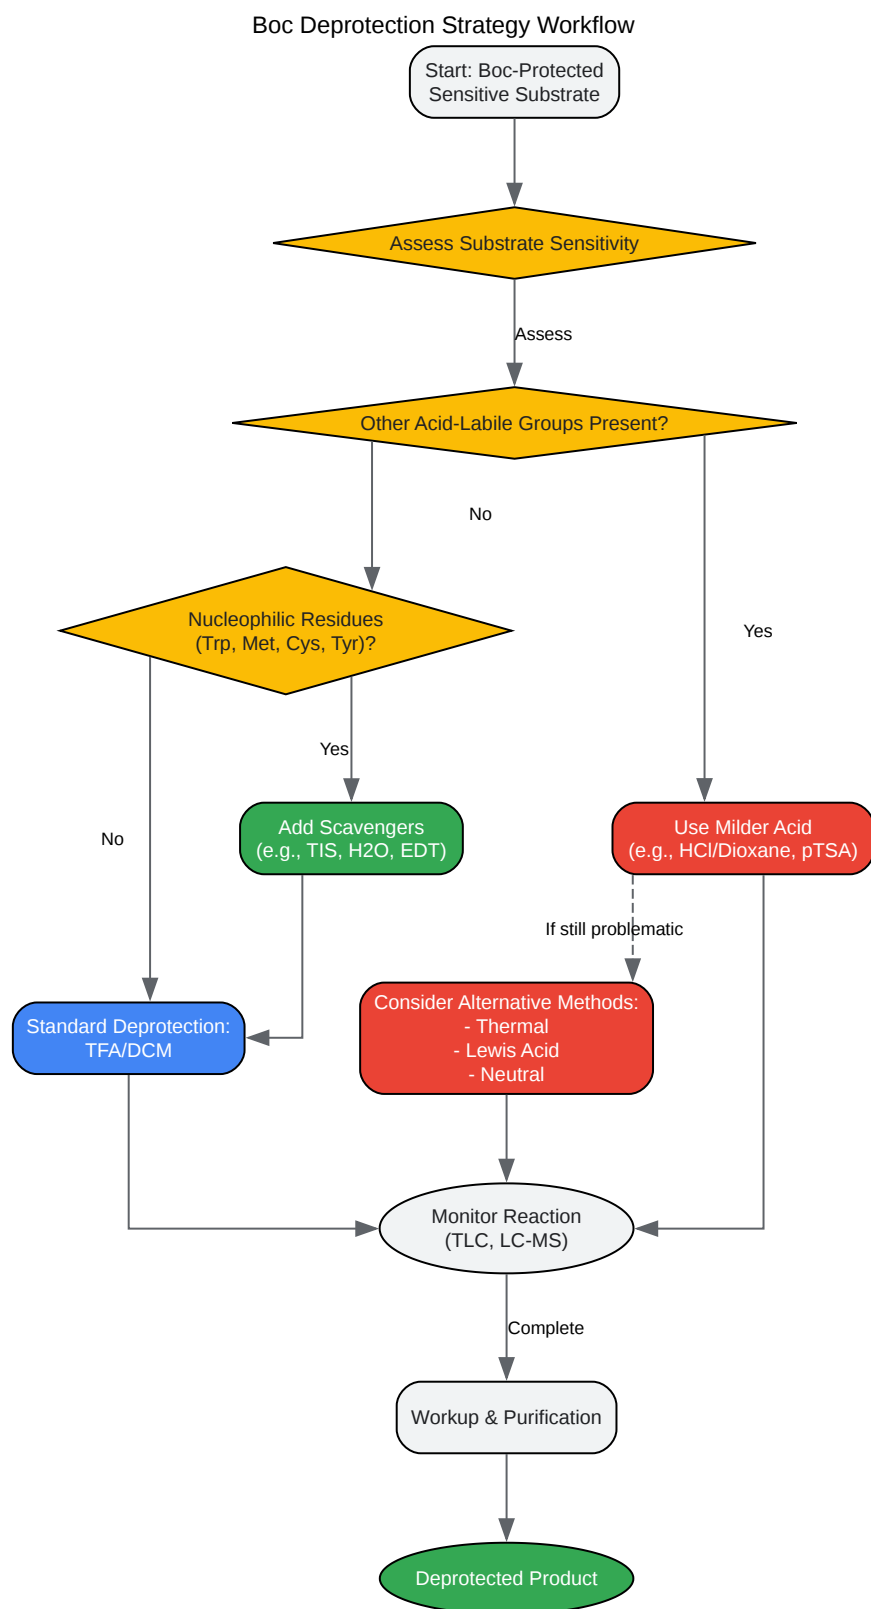 Boc Deprotection Strategy Workflow
Start: Boc-Protected
Sensitive Substrate
Assess Substrate Sensitivity
Assess
Other Acid-Labile Groups Present?
No
Yes
Nucleophilic Residues
(Trp, Met, Cys, Tyr)?
Yes
No
Add Scavengers
(e.g., TIS, H2O, EDT)
Use Milder Acid
(e.g., HCl/Dioxane, pTSA)
If still problematic
Standard Deprotection:
TFA/DCM
Consider Alternative Methods:
- Thermal
- Lewis Acid
- Neutral
Monitor Reaction
(TLC, LC-MS)
Complete
Workup & Purification
Deprotected Product